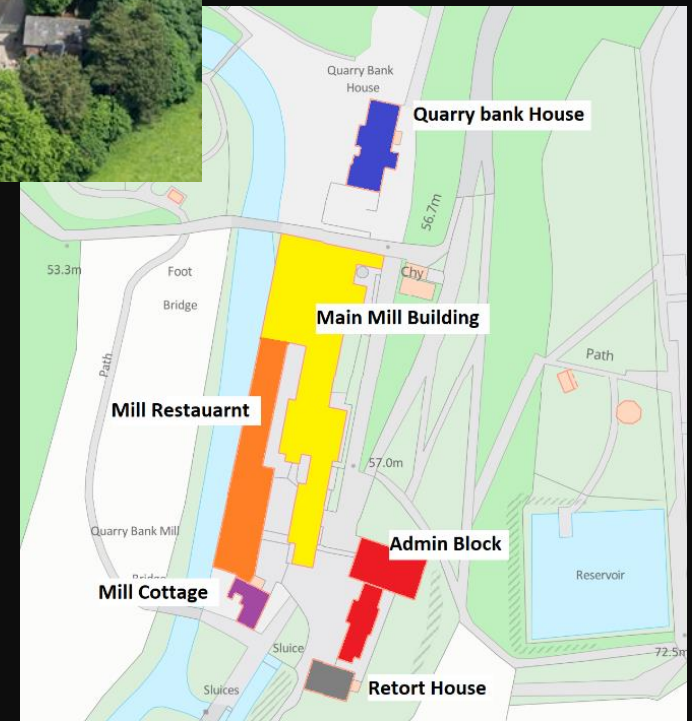 Quarry Bank
House
Quarry bank House
56.7m
53.3m
Foot
Bridge
Chy
Main Mill Building
Path
Path
Mill Restauarnt
57.0m
Quarry Bank Mill
Admin Block
Reservoir
Bridge
Mill Cottage
Sluice
72.5m
Retort House
Sluices